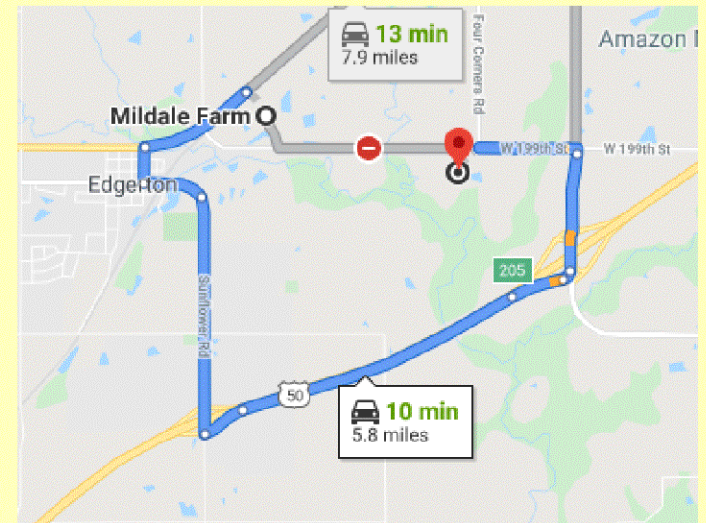 13 min
7.9 miles
Four Corners Rd
Amazon
Mildale Farm
W 199th St
W 199th St
Edgerton
205
Sunflower Rd
50
10 min
5.8 miles